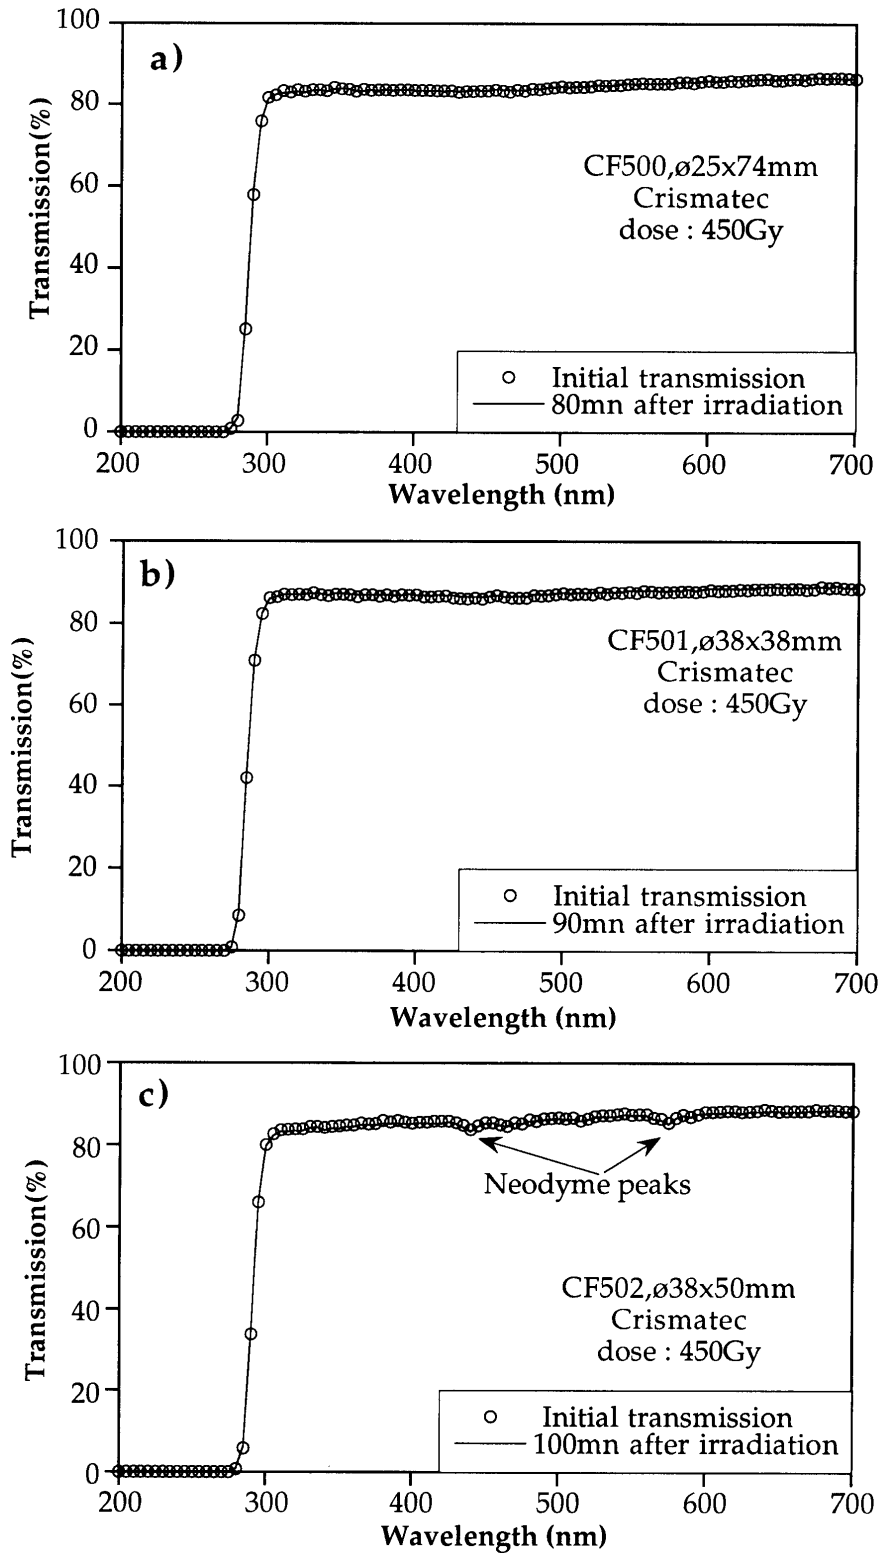 a)
100
80
60
40
20
0
Transmission(%)
CF500,ø25x74mm
Crismatec
dose : 450Gy
Initial transmission
80mn after irradiation
200 300 400 500 600 700
Wavelength (nm)
b)
100
80
60
40
20
0
Transmission(%)
CF501,ø38x38mm
Crismatec
dose : 450Gy
Initial transmission
90mn after irradiation
200 300 400 500 600 700
Wavelength (nm)
c)
100
80
60
40
20
0
Transmission(%)
Neodyme peaks
CF502,ø38x50mm
Crismatec
dose : 450Gy
Initial transmission
100mn after irradiation
200 300 400 500 600 700
Wavelength (nm)